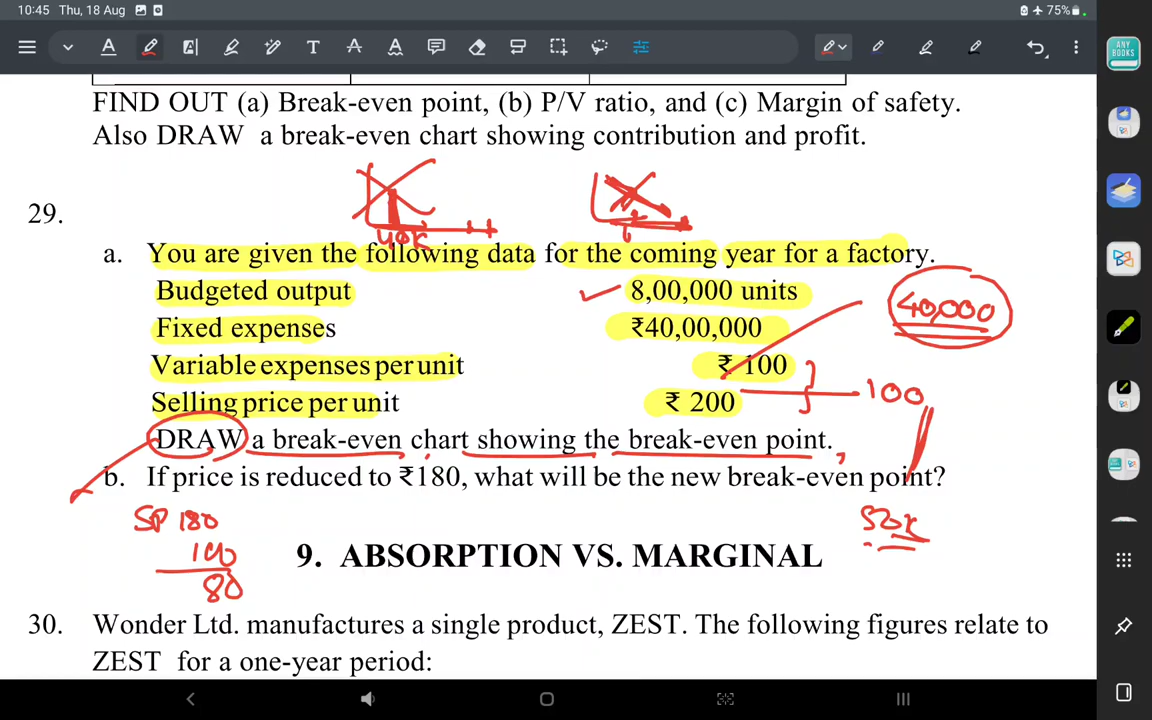 10:45 Thu, 18 Aug 75%
FIND OUT (a) Break-even point, (b) P/V ratio, and (c) Margin of safety.
Also DRAW a break-even chart showing contribution and profit.
29.
40K
a. You are given the following data for the coming year for a factory.
Budgeted output 8,00,000 units
40,000
Fixed expenses ₹40,00,000
Variable expenses per unit ₹ 100
Selling price per unit ₹ 200
100
DRAW a break-even chart showing the break-even point.
b. If price is reduced to ₹180, what will be the new break-even point?
SP 180
100
80
9. ABSORPTION VS. MARGINAL
30. Wonder Ltd. manufactures a single product, ZEST. The following figures relate to
ZEST for a one-year period:
ANY
BOOKS